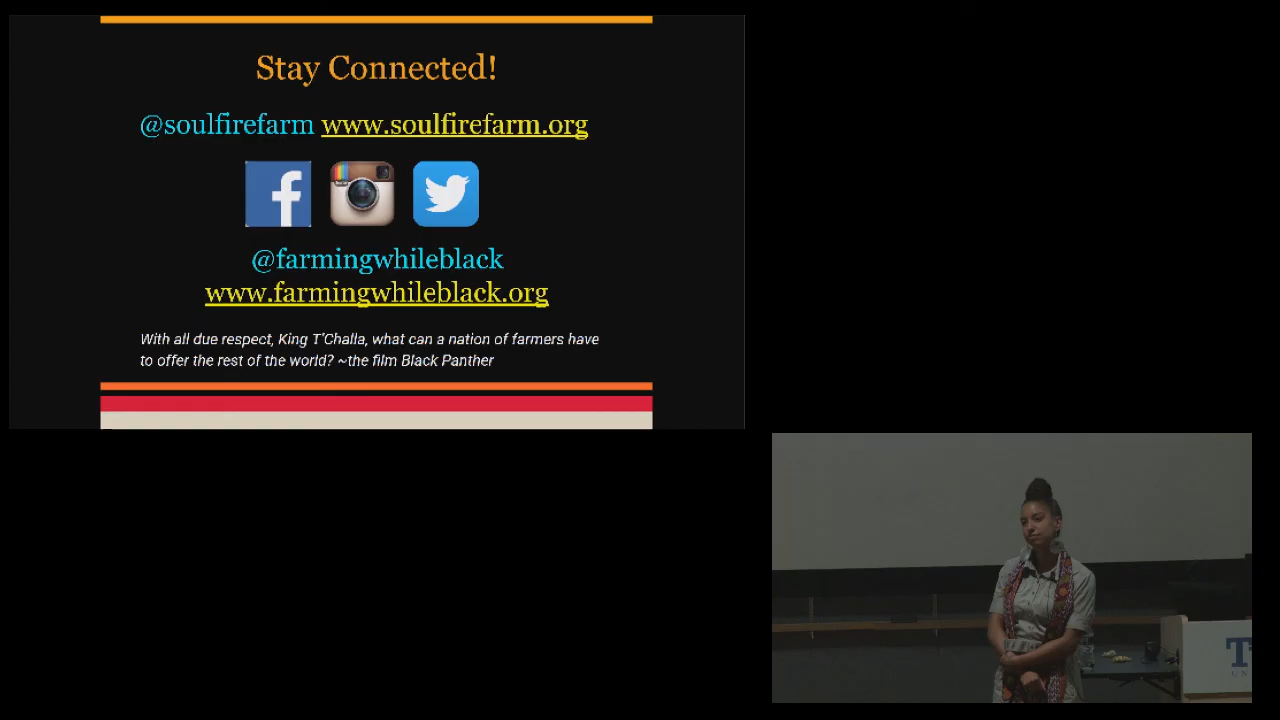 Stay Connected!
@soulfirefarm www.soulfirefarm.org
@farmingwhileblack
www.farmingwhileblack.org
With all due respect, King T'Challa, what can a nation of farmers have
to offer the rest of the world? ~the film Black Panther
T